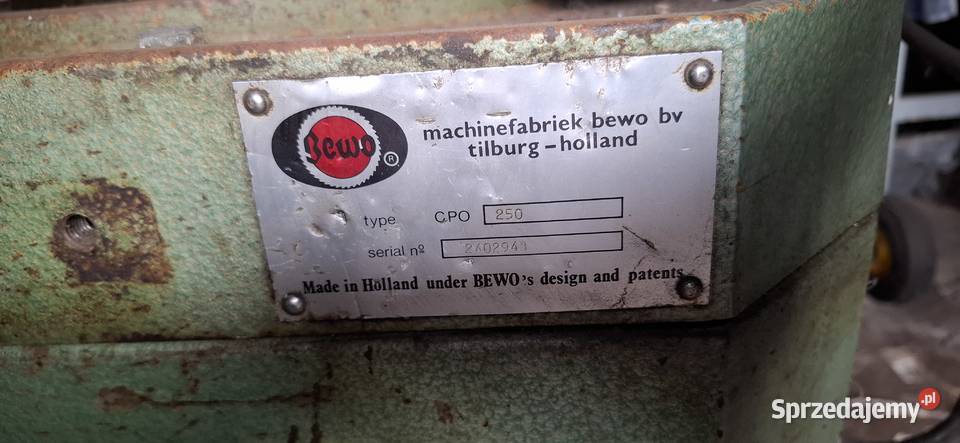 Bewo ®
machinefabriek bewo bv
tilburg-holland
type CPO 250
serial nº
Made in Holland under BEWO's design and patents
Sprzedajemy.pl